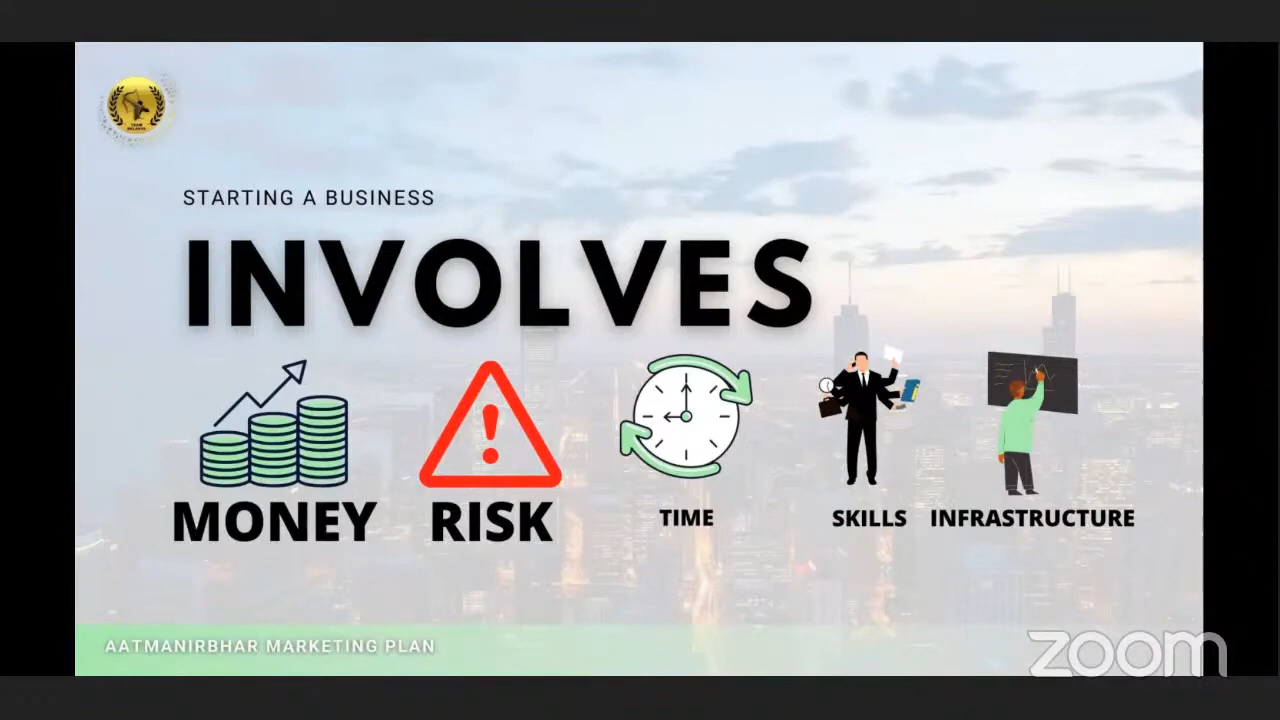 STARTING A BUSINESS
INVOLVES
MONEY RISK TIME SKILLS INFRASTRUCTURE
AATMANIRBHAR MARKETING PLAN
zoom